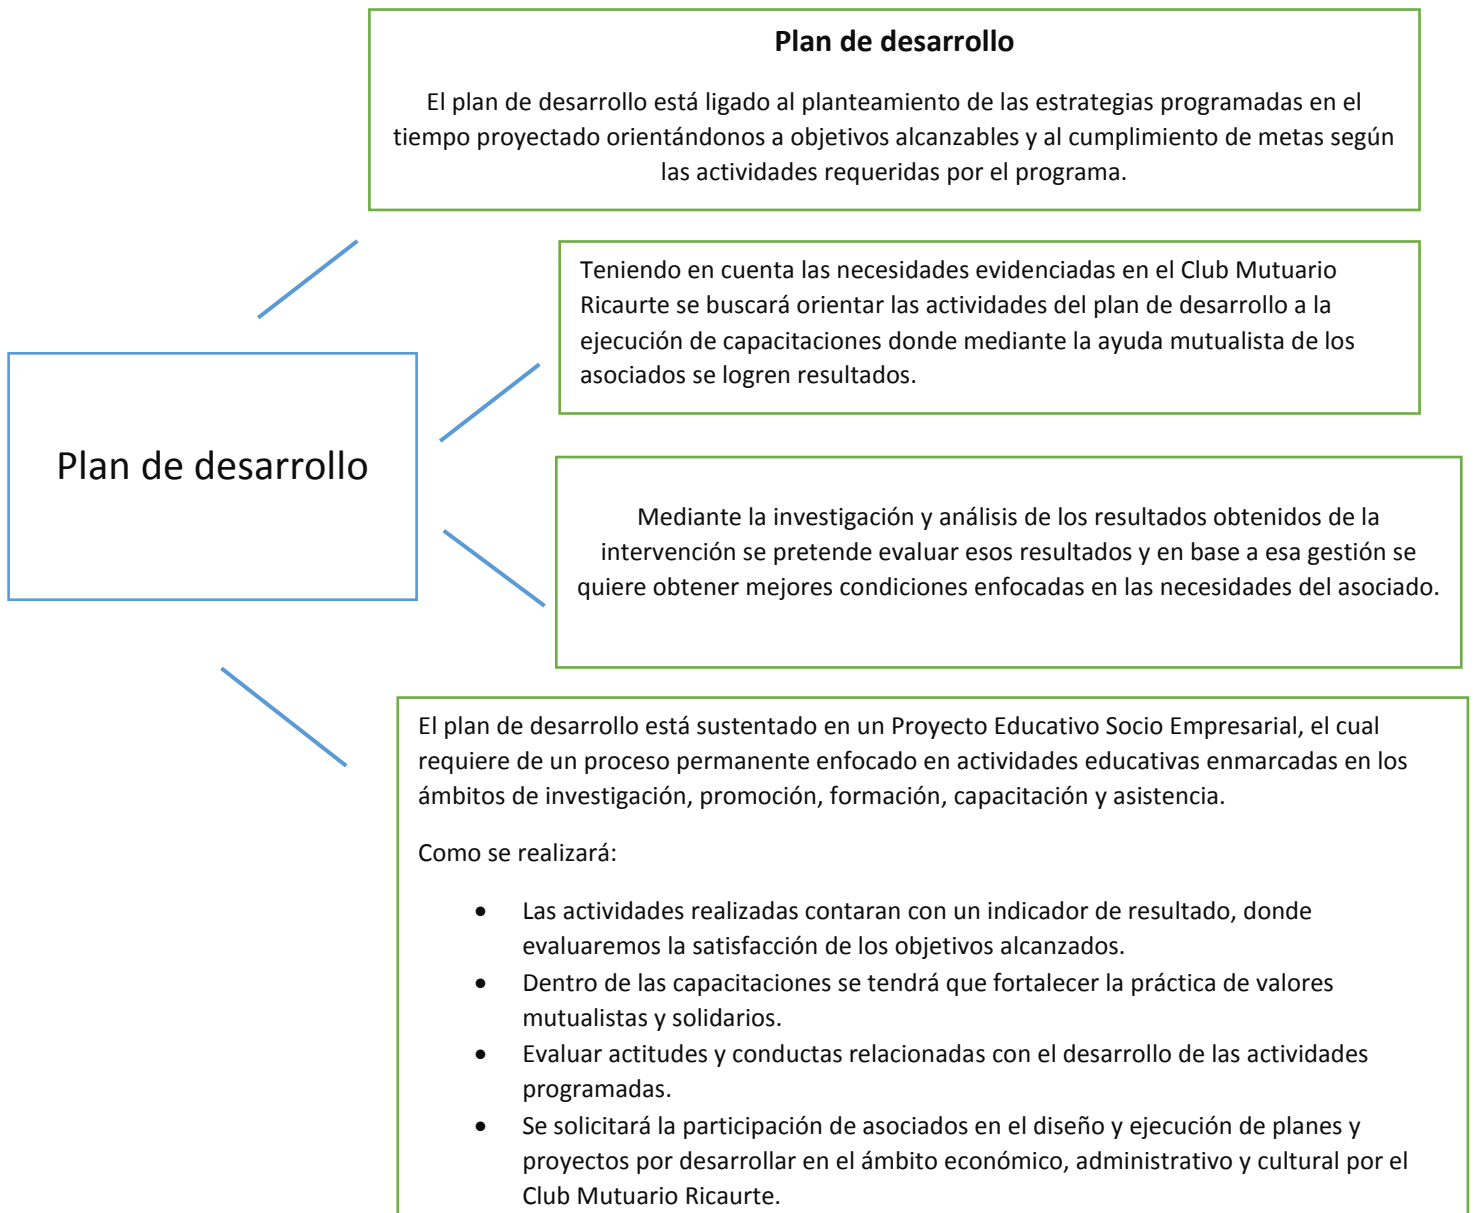 Plan de desarrollo
El plan de desarrollo está ligado al planteamiento de las estrategias programadas en el
tiempo proyectado orientándonos a objetivos alcanzables y al cumplimiento de metas según
las actividades requeridas por el programa.
Teniendo en cuenta las necesidades evidenciadas en el Club Mutuario
Ricaurte se buscará orientar las actividades del plan de desarrollo a la
ejecución de capacitaciones donde mediante la ayuda mutualista de los
asociados se logren resultados.
Plan de desarrollo
Mediante la investigación y análisis de los resultados obtenidos de la
intervención se pretende evaluar esos resultados y en base a esa gestión se
quiere obtener mejores condiciones enfocadas en las necesidades del asociado.
El plan de desarrollo está sustentado en un Proyecto Educativo Socio Empresarial, el cual
requiere de un proceso permanente enfocado en actividades educativas enmarcadas en los
ámbitos de investigación, promoción, formación, capacitación y asistencia.
Como se realizará:
• Las actividades realizadas contaran con un indicador de resultado, donde
evaluaremos la satisfacción de los objetivos alcanzados.
• Dentro de las capacitaciones se tendrá que fortalecer la práctica de valores
mutualistas y solidarios.
• Evaluar actitudes y conductas relacionadas con el desarrollo de las actividades
programadas.
• Se solicitará la participación de asociados en el diseño y ejecución de planes y
proyectos por desarrollar en el ámbito económico, administrativo y cultural por el
Club Mutuario Ricaurte.